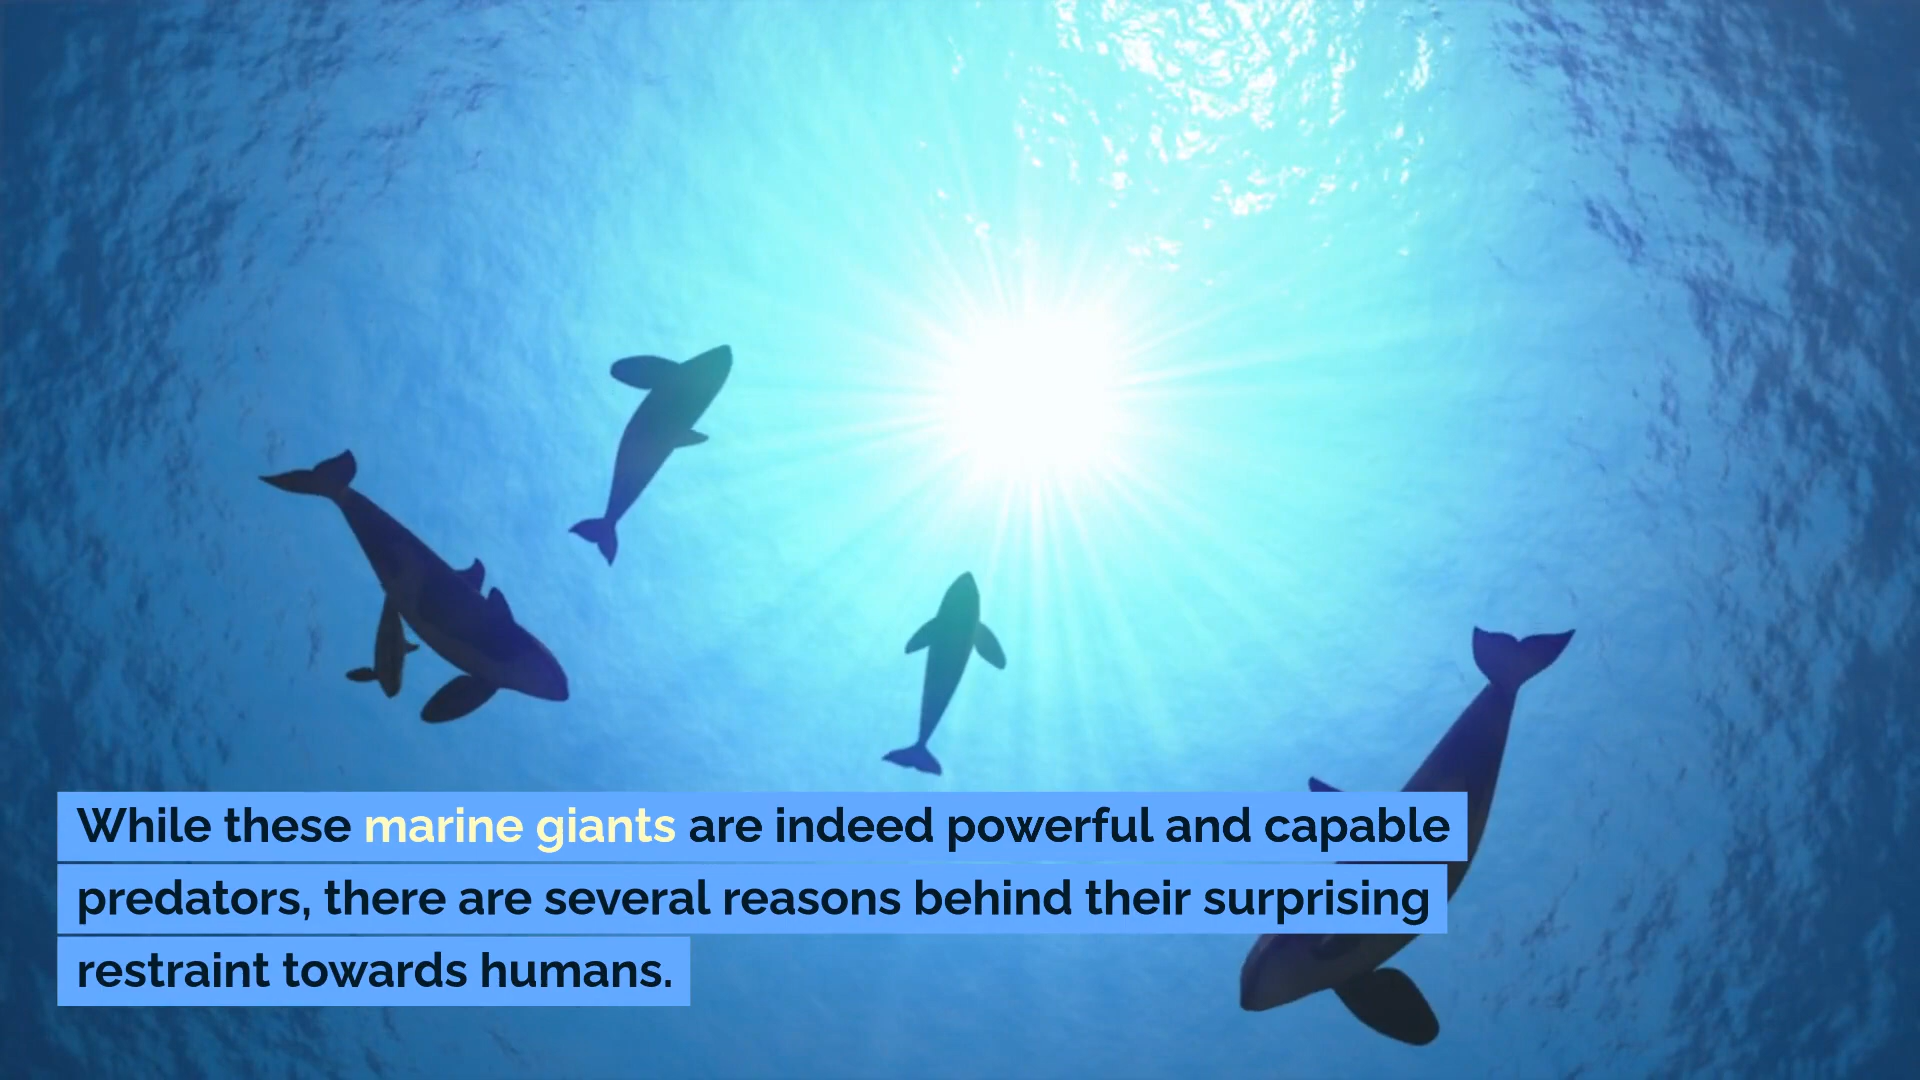 While these marine giants are indeed powerful and capable
predators, there are several reasons behind their surprising
restraint towards humans.